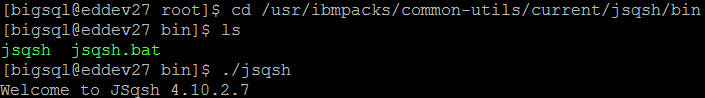 [bigsql@eddev27 root]$ cd /usr/ibmpacks/common-utils/current/jsqsh/bin
[bigsql@eddev27 bin]$ ls
jsqsh  jsqsh.bat
[bigsql@eddev27 bin]$ ./jsqsh
Welcome to JSqsh 4.10.2.7